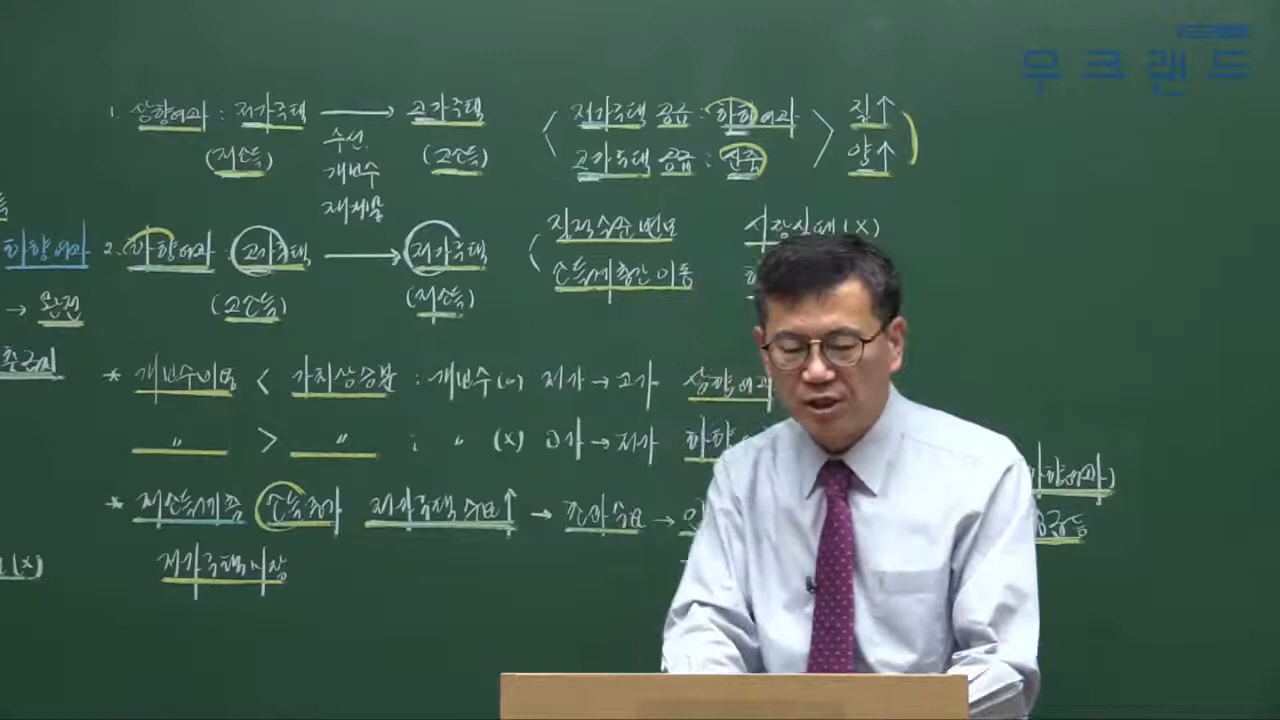 무크랜드
1. 상향여과 : 저가주택 → 고가주택
(저소득) 수선. (고소득)
개보수
재개발
저가주택 공급 : 하향여과
고가주택 공급 : 신축
질↑
양↑
하향여과 2. 하향여과 : 고가주택 → 저가주택
(고소득) (저소득)
질적수준변모
소득계층간 이동
시장실태(X)
→ 완전
* 개보수비용 < 가치상승분 : 개보수(O) 저가 → 고가 상향여과
〃 > 〃 : 〃 (X) 고가 → 저가 하향
* 저소득계층 소득증가 저가주택 수요↑ → 초과수요 →
저가주택시장
하향여과)
(X)